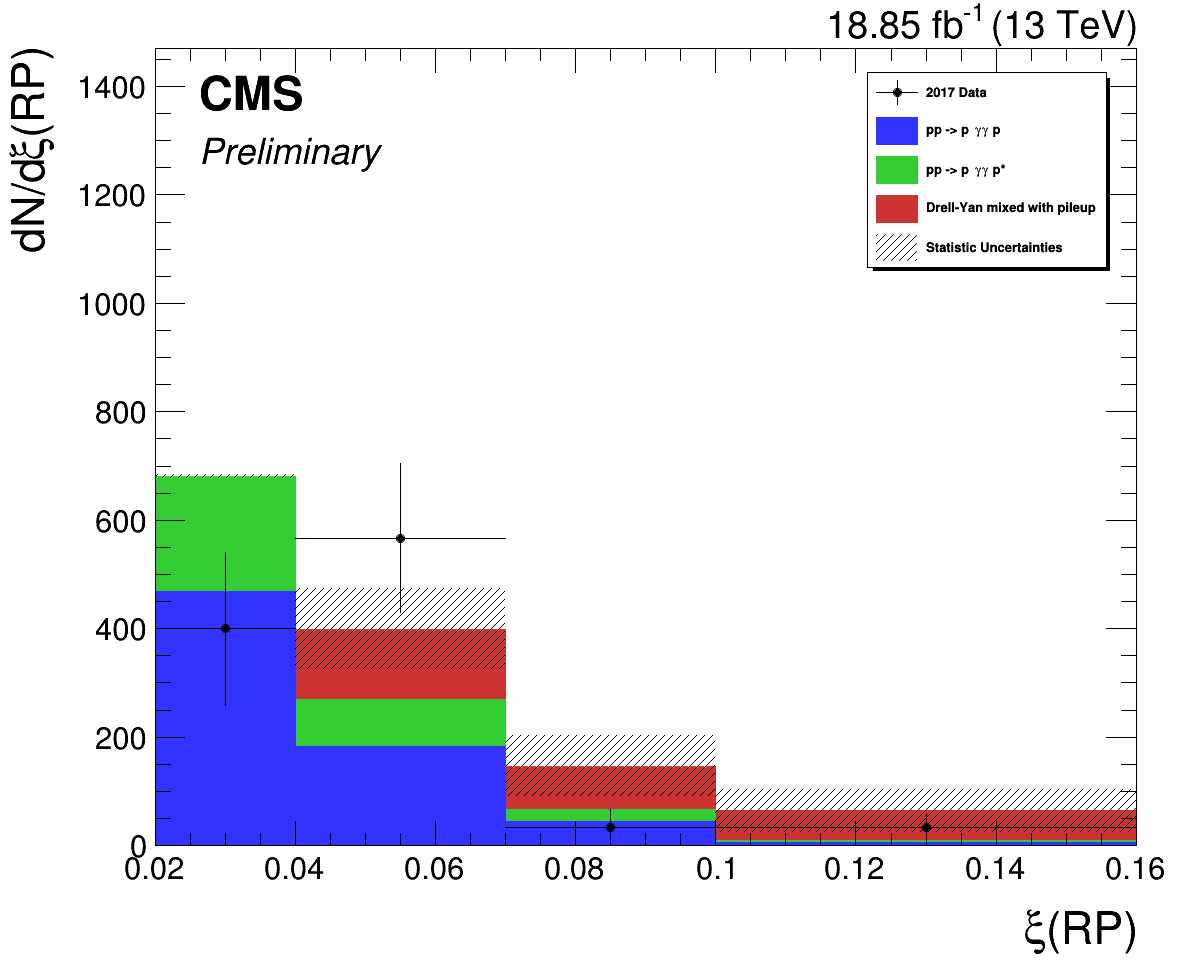 18.85 fb⁻¹ (13 TeV)
dN/dξ(RP)
CMS
Preliminary
2017 Data
pp -> p γγ p
pp -> p γγ p*
Drell-Yan mixed with pileup
Statistic Uncertainties
1400
1200
1000
800
600
400
200
0
0.02 0.04 0.06 0.08 0.1 0.12 0.14 0.16
ξ(RP)